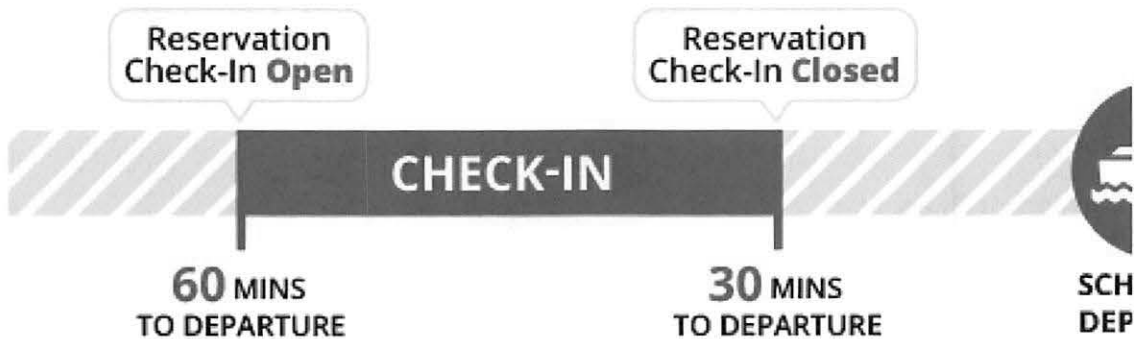 Reservation
Check-In Open
Reservation
Check-In Closed
CHECK-IN
60 MINS
TO DEPARTURE
30 MINS
TO DEPARTURE
SCH
DEP